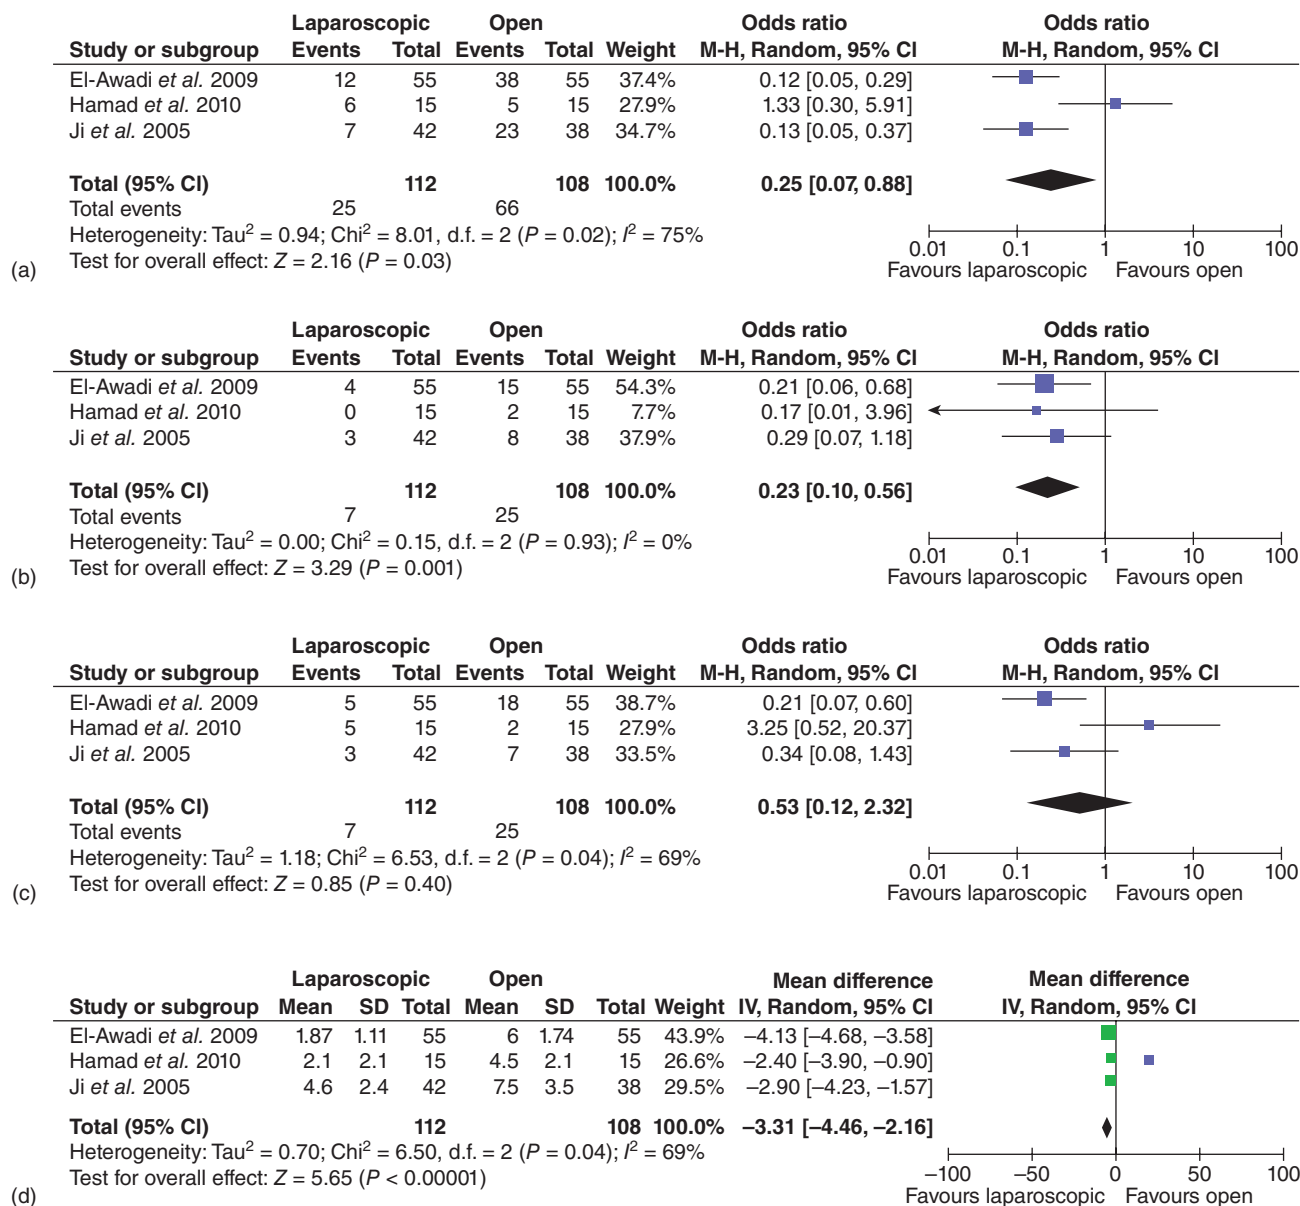 Laparoscopic Open Odds ratio Odds ratio
Study or subgroup Events Total Events Total Weight M-H, Random, 95% CI M-H, Random, 95% CI
El-Awadi et al. 2009 12 55 38 55 37.4% 0.12 [0.05, 0.29]
Hamad et al. 2010 6 15 5 15 27.9% 1.33 [0.30, 5.91]
Ji et al. 2005 7 42 23 38 34.7% 0.13 [0.05, 0.37]
Total (95% CI) 112 108 100.0% 0.25 [0.07, 0.88]
Total events 25 66
Heterogeneity: Tau² = 0.94; Chi² = 8.01, d.f. = 2 (P = 0.02); I² = 75%
Test for overall effect: Z = 2.16 (P = 0.03)
0.01 0.1 1 10 100
Favours laparoscopic Favours open
(a)
Laparoscopic Open Odds ratio Odds ratio
Study or subgroup Events Total Events Total Weight M-H, Random, 95% CI M-H, Random, 95% CI
El-Awadi et al. 2009 4 55 15 55 54.3% 0.21 [0.06, 0.68]
Hamad et al. 2010 0 15 2 15 7.7% 0.17 [0.01, 3.96]
Ji et al. 2005 3 42 8 38 37.9% 0.29 [0.07, 1.18]
Total (95% CI) 112 108 100.0% 0.23 [0.10, 0.56]
Total events 7 25
Heterogeneity: Tau² = 0.00; Chi² = 0.15, d.f. = 2 (P = 0.93); I² = 0%
Test for overall effect: Z = 3.29 (P = 0.001)
0.01 0.1 1 10 100
Favours laparoscopic Favours open
(b)
Laparoscopic Open Odds ratio Odds ratio
Study or subgroup Events Total Events Total Weight M-H, Random, 95% CI M-H, Random, 95% CI
El-Awadi et al. 2009 5 55 18 55 38.7% 0.21 [0.07, 0.60]
Hamad et al. 2010 5 15 2 15 27.9% 3.25 [0.52, 20.37]
Ji et al. 2005 3 42 7 38 33.5% 0.34 [0.08, 1.43]
Total (95% CI) 112 108 100.0% 0.53 [0.12, 2.32]
Total events 7 25
Heterogeneity: Tau² = 1.18; Chi² = 6.53, d.f. = 2 (P = 0.04); I² = 69%
Test for overall effect: Z = 0.85 (P = 0.40)
0.01 0.1 1 10 100
Favours laparoscopic Favours open
(c)
Laparoscopic Open Mean difference Mean difference
Study or subgroup Mean SD Total Mean SD Total Weight IV, Random, 95% CI IV, Random, 95% CI
El-Awadi et al. 2009 1.87 1.11 55 6 1.74 55 43.9% –4.13 [–4.68, –3.58]
Hamad et al. 2010 2.1 2.1 15 4.5 2.1 15 26.6% –2.40 [–3.90, –0.90]
Ji et al. 2005 4.6 2.4 42 7.5 3.5 38 29.5% –2.90 [–4.23, –1.57]
Total (95% CI) 112 108 100.0% –3.31 [–4.46, –2.16]
Heterogeneity: Tau² = 0.70; Chi² = 6.50, d.f. = 2 (P = 0.04); I² = 69%
Test for overall effect: Z = 5.65 (P < 0.00001)
–100 –50 0 50 100
Favours laparoscopic Favours open
(d)